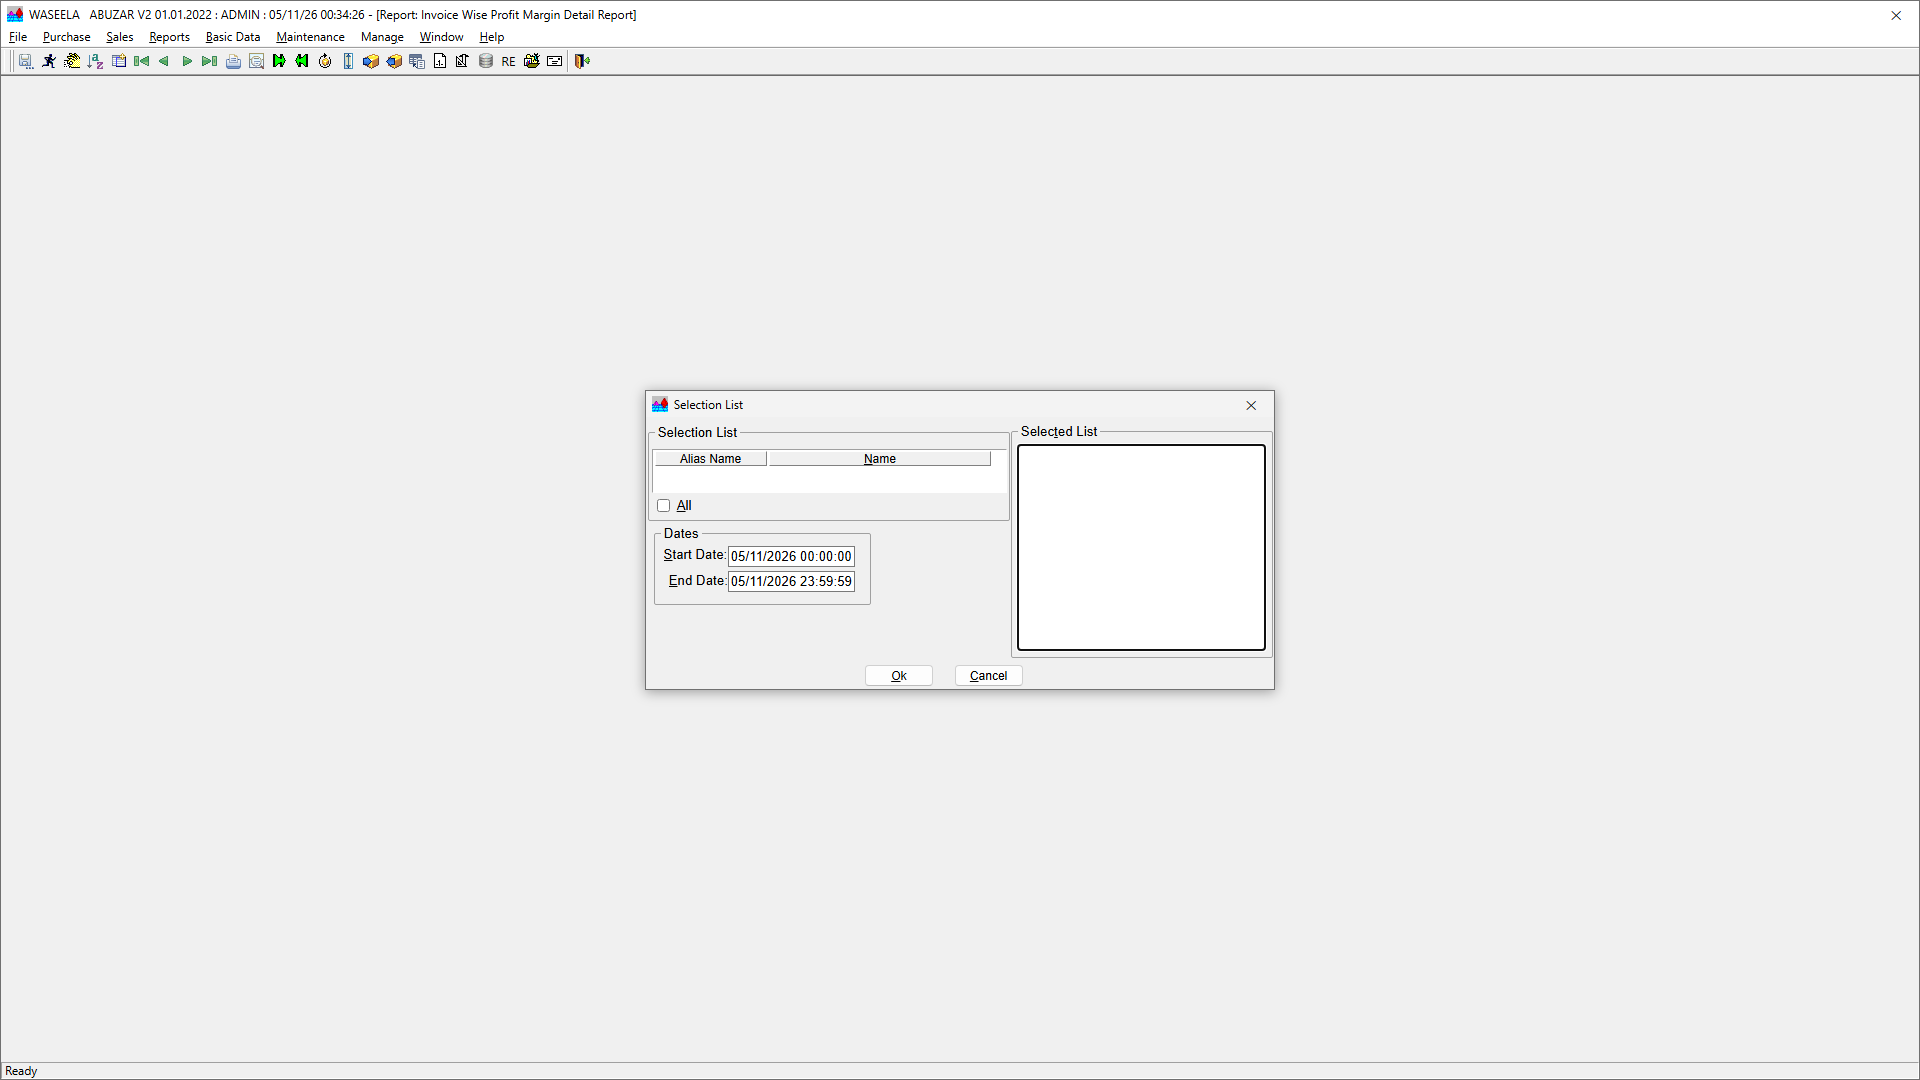 WASEELA   ABUZAR V2 01.01.2022 : ADMIN : 05/11/26 00:34:26 - [Report: Invoice Wise Profit Margin Detail Report]
File Purchase Sales Reports Basic Data Maintenance Manage Window Help
RE
Selection List
Selection List
Selected List
Alias Name Name
All
Dates
Start Date: 05/11/2026 00:00:00
End Date: 05/11/2026 23:59:59
Ok Cancel
Ready